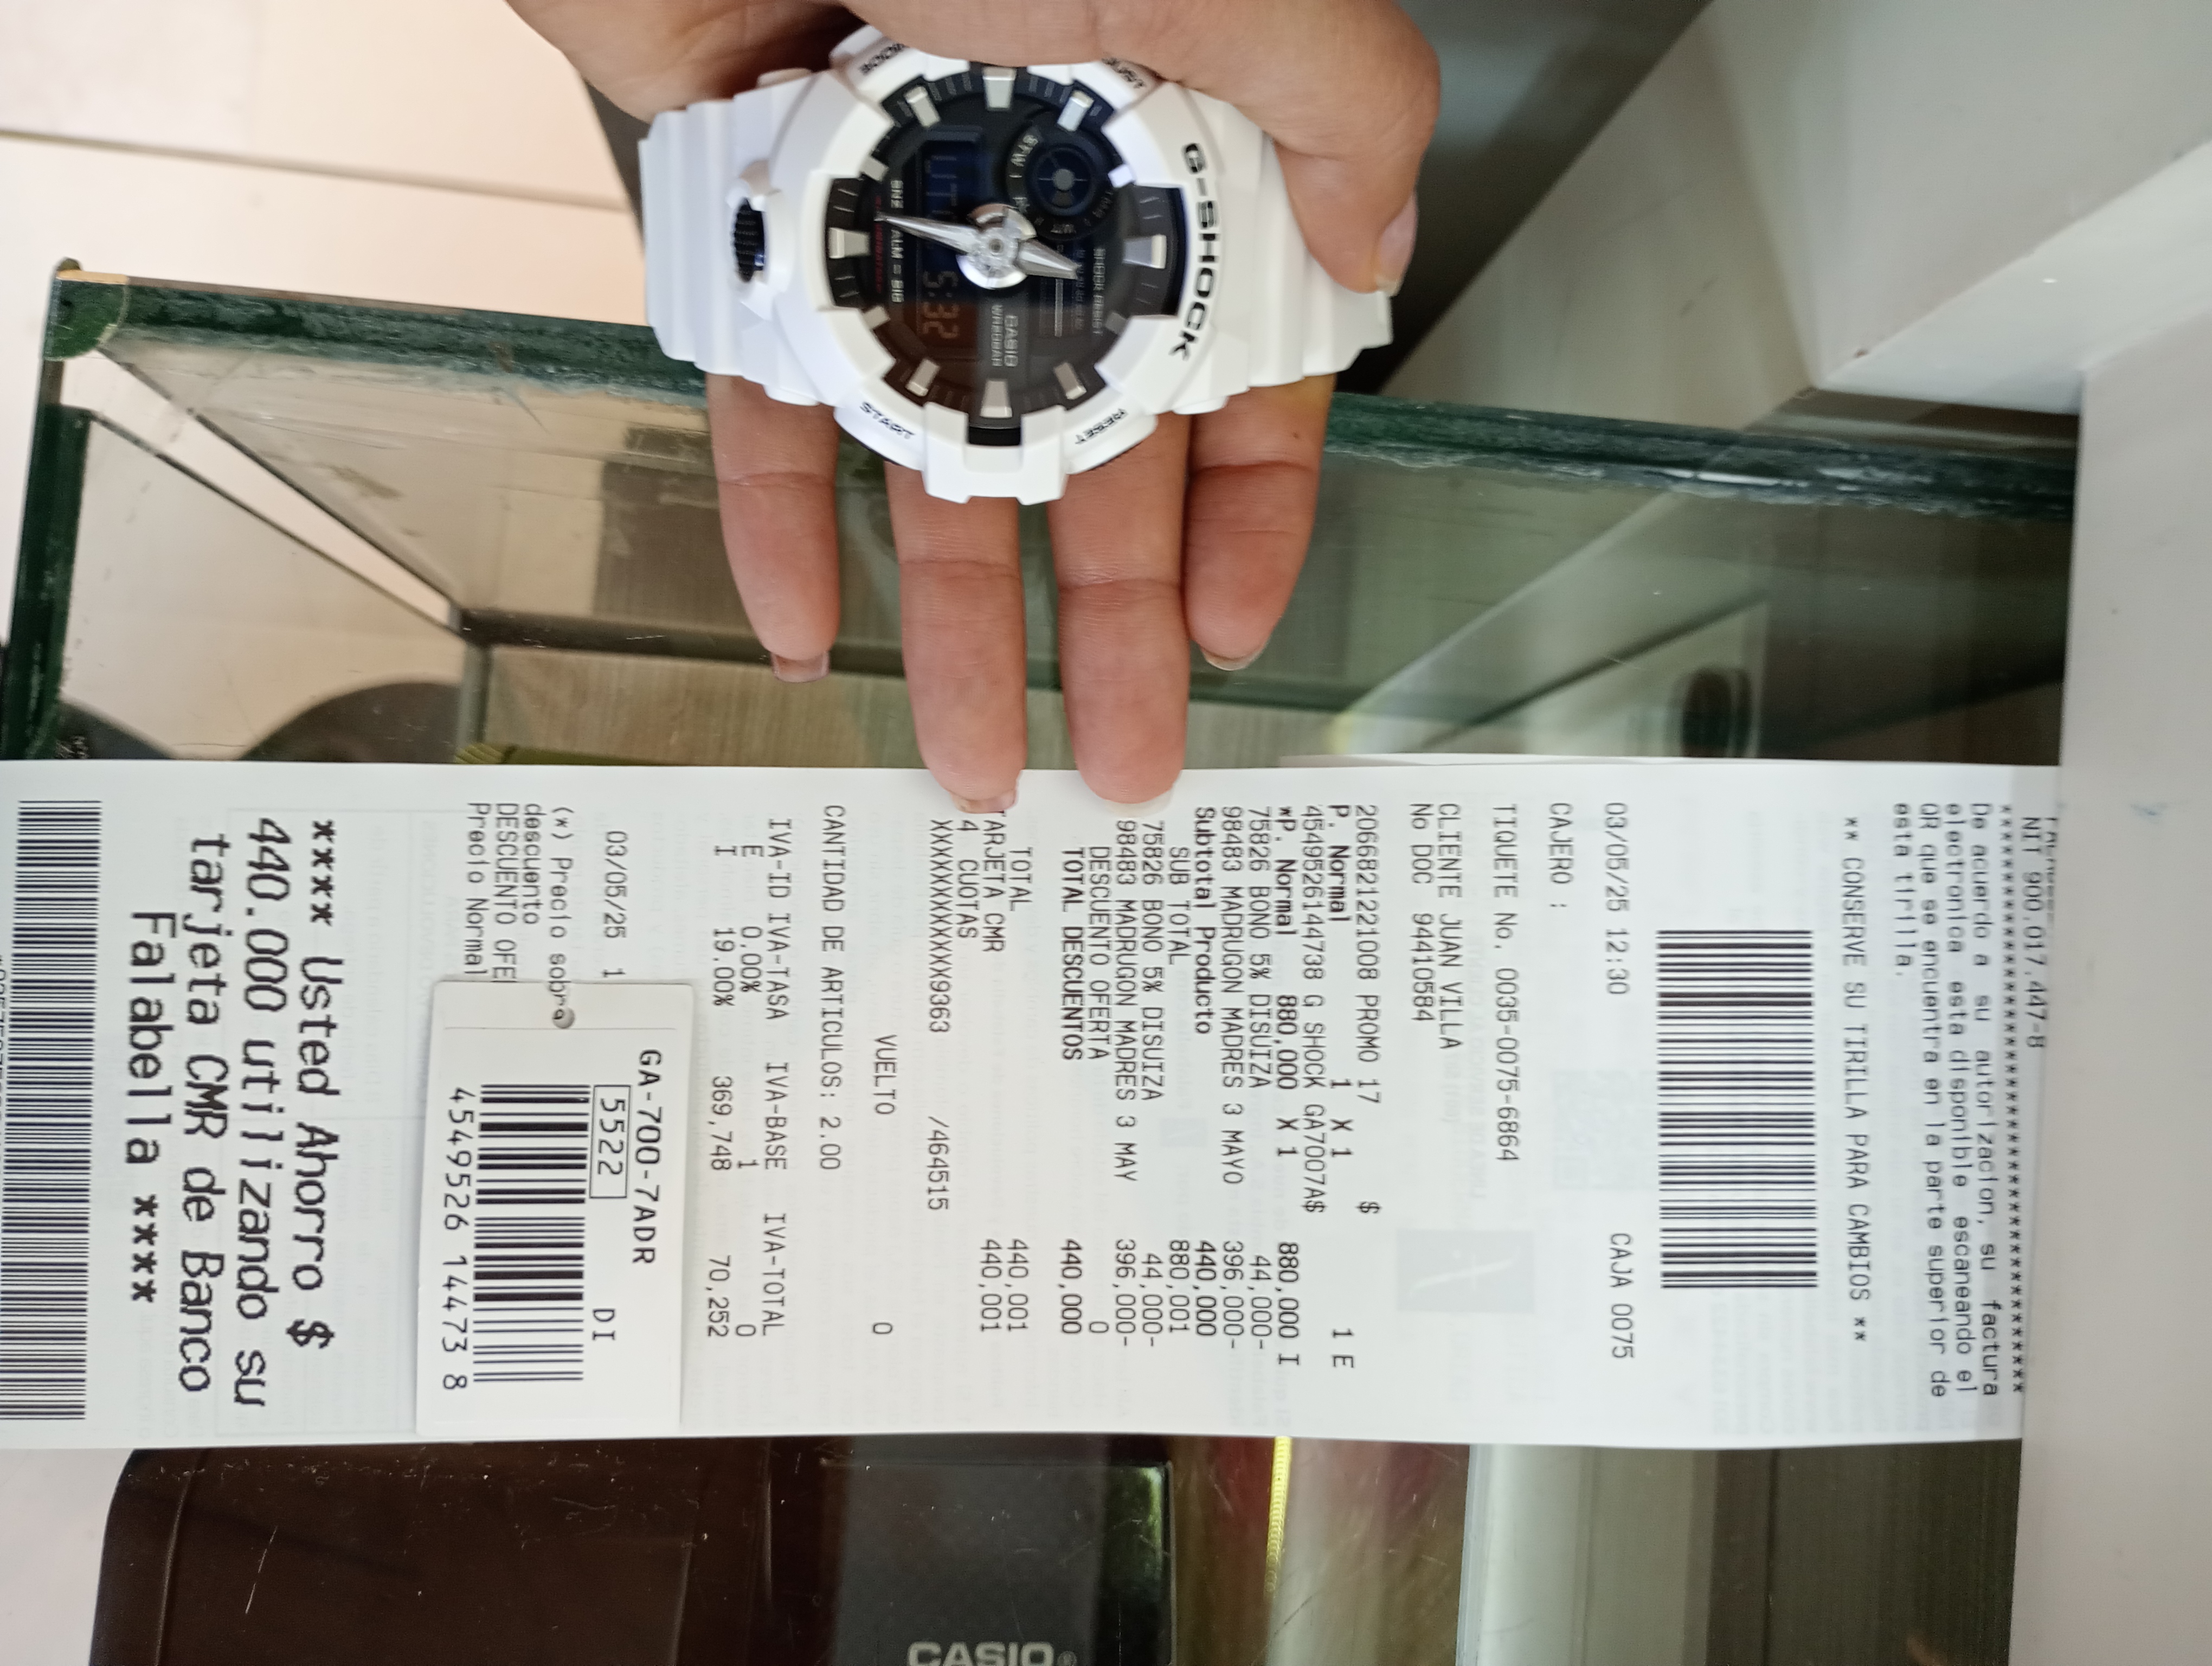 G-SHOCK
CASIO
WR20BAR
SHOCK RESIST
SNZ ALM = SIG
5:32
START
RESET
NIT 900.017.447-8
*****************************************
De acuerdo a su autorizacion, su factura
electronica esta disponible escaneando el
QR que se encuentra en la parte superior de
esta tirilla.
** CONSERVE SU TIRILLA PARA CAMBIOS **
03/05/25 12:30 CAJA 0075
CAJERO :
TIQUETE No. 0035-0075-6864
CLIENTE JUAN VILLA
No DOC 94410584
2066821221008 PROMO 17 $
P. Normal 1 X 1 1 E
4549526144738 G SHOCK GA7007A$
*P. Normal 880,000 X 1 880,000 I
75826 BONO 5% DISUIZA 44,000-
98483 MADRUGON MADRES 3 MAYO 396,000-
Subtotal Producto 440,000
SUB TOTAL 880,001
75826 BONO 5% DISUIZA 44,000-
98483 MADRUGON MADRES 3 MAY 396,000-
DESCUENTO OFERTA 0
TOTAL DESCUENTOS 440,000
TOTAL 440,001
TARJETA CMR 440,001
4 CUOTAS
XXXXXXXXXXXX9363 /464515
VUELTO 0
CANTIDAD DE ARTICULOS: 2.00
IVA-ID IVA-TASA IVA-BASE IVA-TOTAL
E 0.00% 1 0
I 19.00% 369,748 70,252
03/05/25 1
(*) Precio sobre
descuento
DESCUENTO OFE
Precio Normal
GA-700-7ADR
5522 DI
4549526 14473 8
**** Usted Ahorro $
440.000 utilizando su
tarjeta CMR de Banco
Falabella ****
CASIO